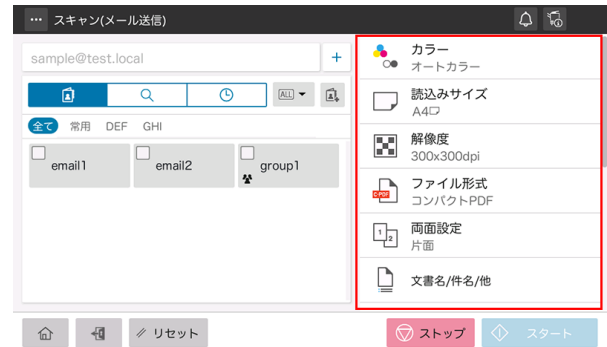 スキャン(メール送信)
sample@test.local
+
ALL
全て 常用 DEF GHI
email1
email2
group1
カラー
オートカラー
読込みサイズ
A4
解像度
300x300dpi
C-PDF
ファイル形式
コンパクトPDF
1 2
両面設定
片面
文書名/件名/他
リセット
ストップ
スタート